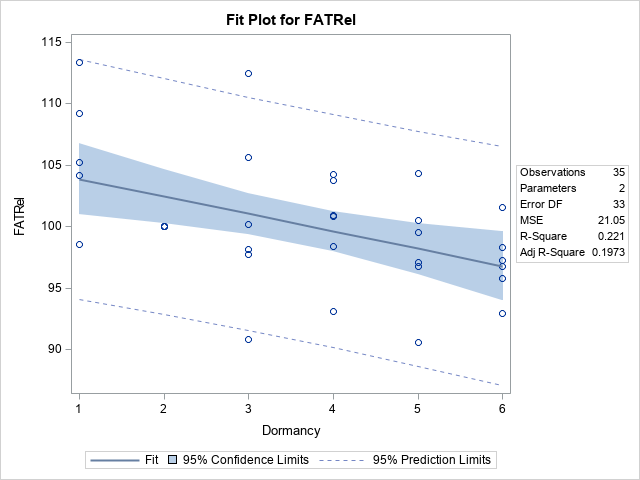 Fit Plot for FATRel
115
110
105
100
95
90
FATRel
1 2 3 4 5 6
Dormancy
Observations 35
Parameters 2
Error DF 33
MSE 21.05
R-Square 0.221
Adj R-Square 0.1973
Fit 95% Confidence Limits 95% Prediction Limits